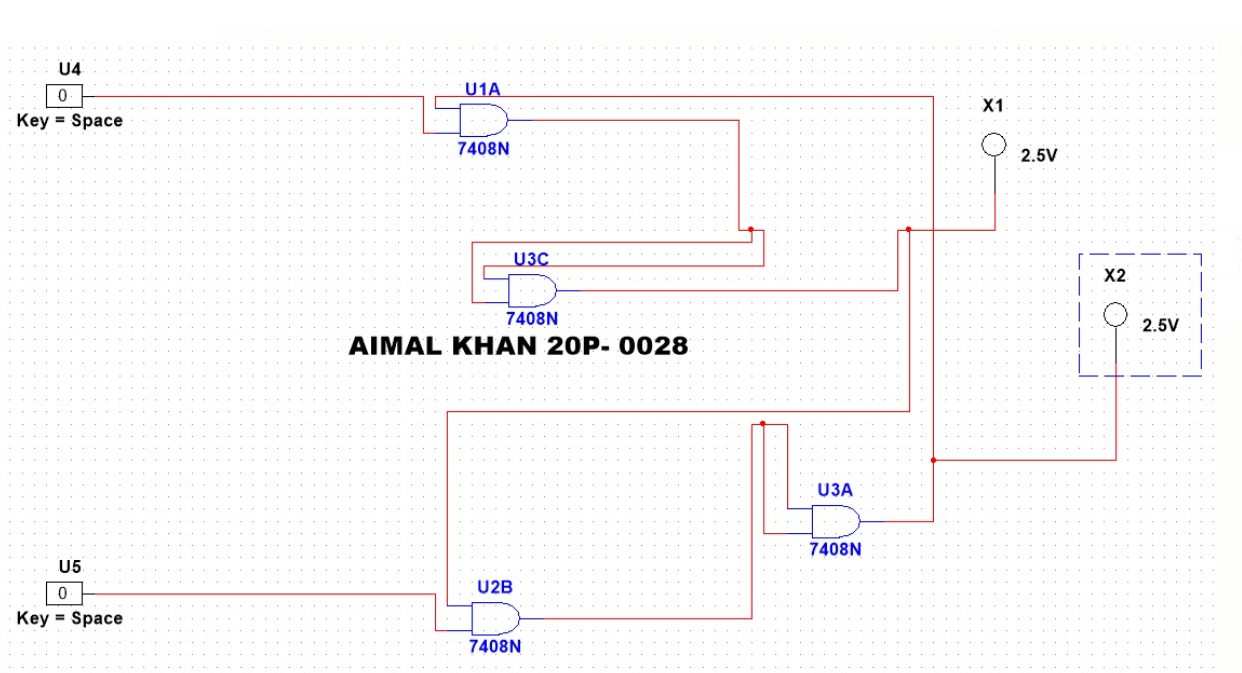 U4
0
Key = Space
U1A
7408N
X1
2.5V
U3C
7408N
X2
2.5V
AIMAL KHAN 20P- 0028
U3A
7408N
U5
0
Key = Space
U2B
7408N